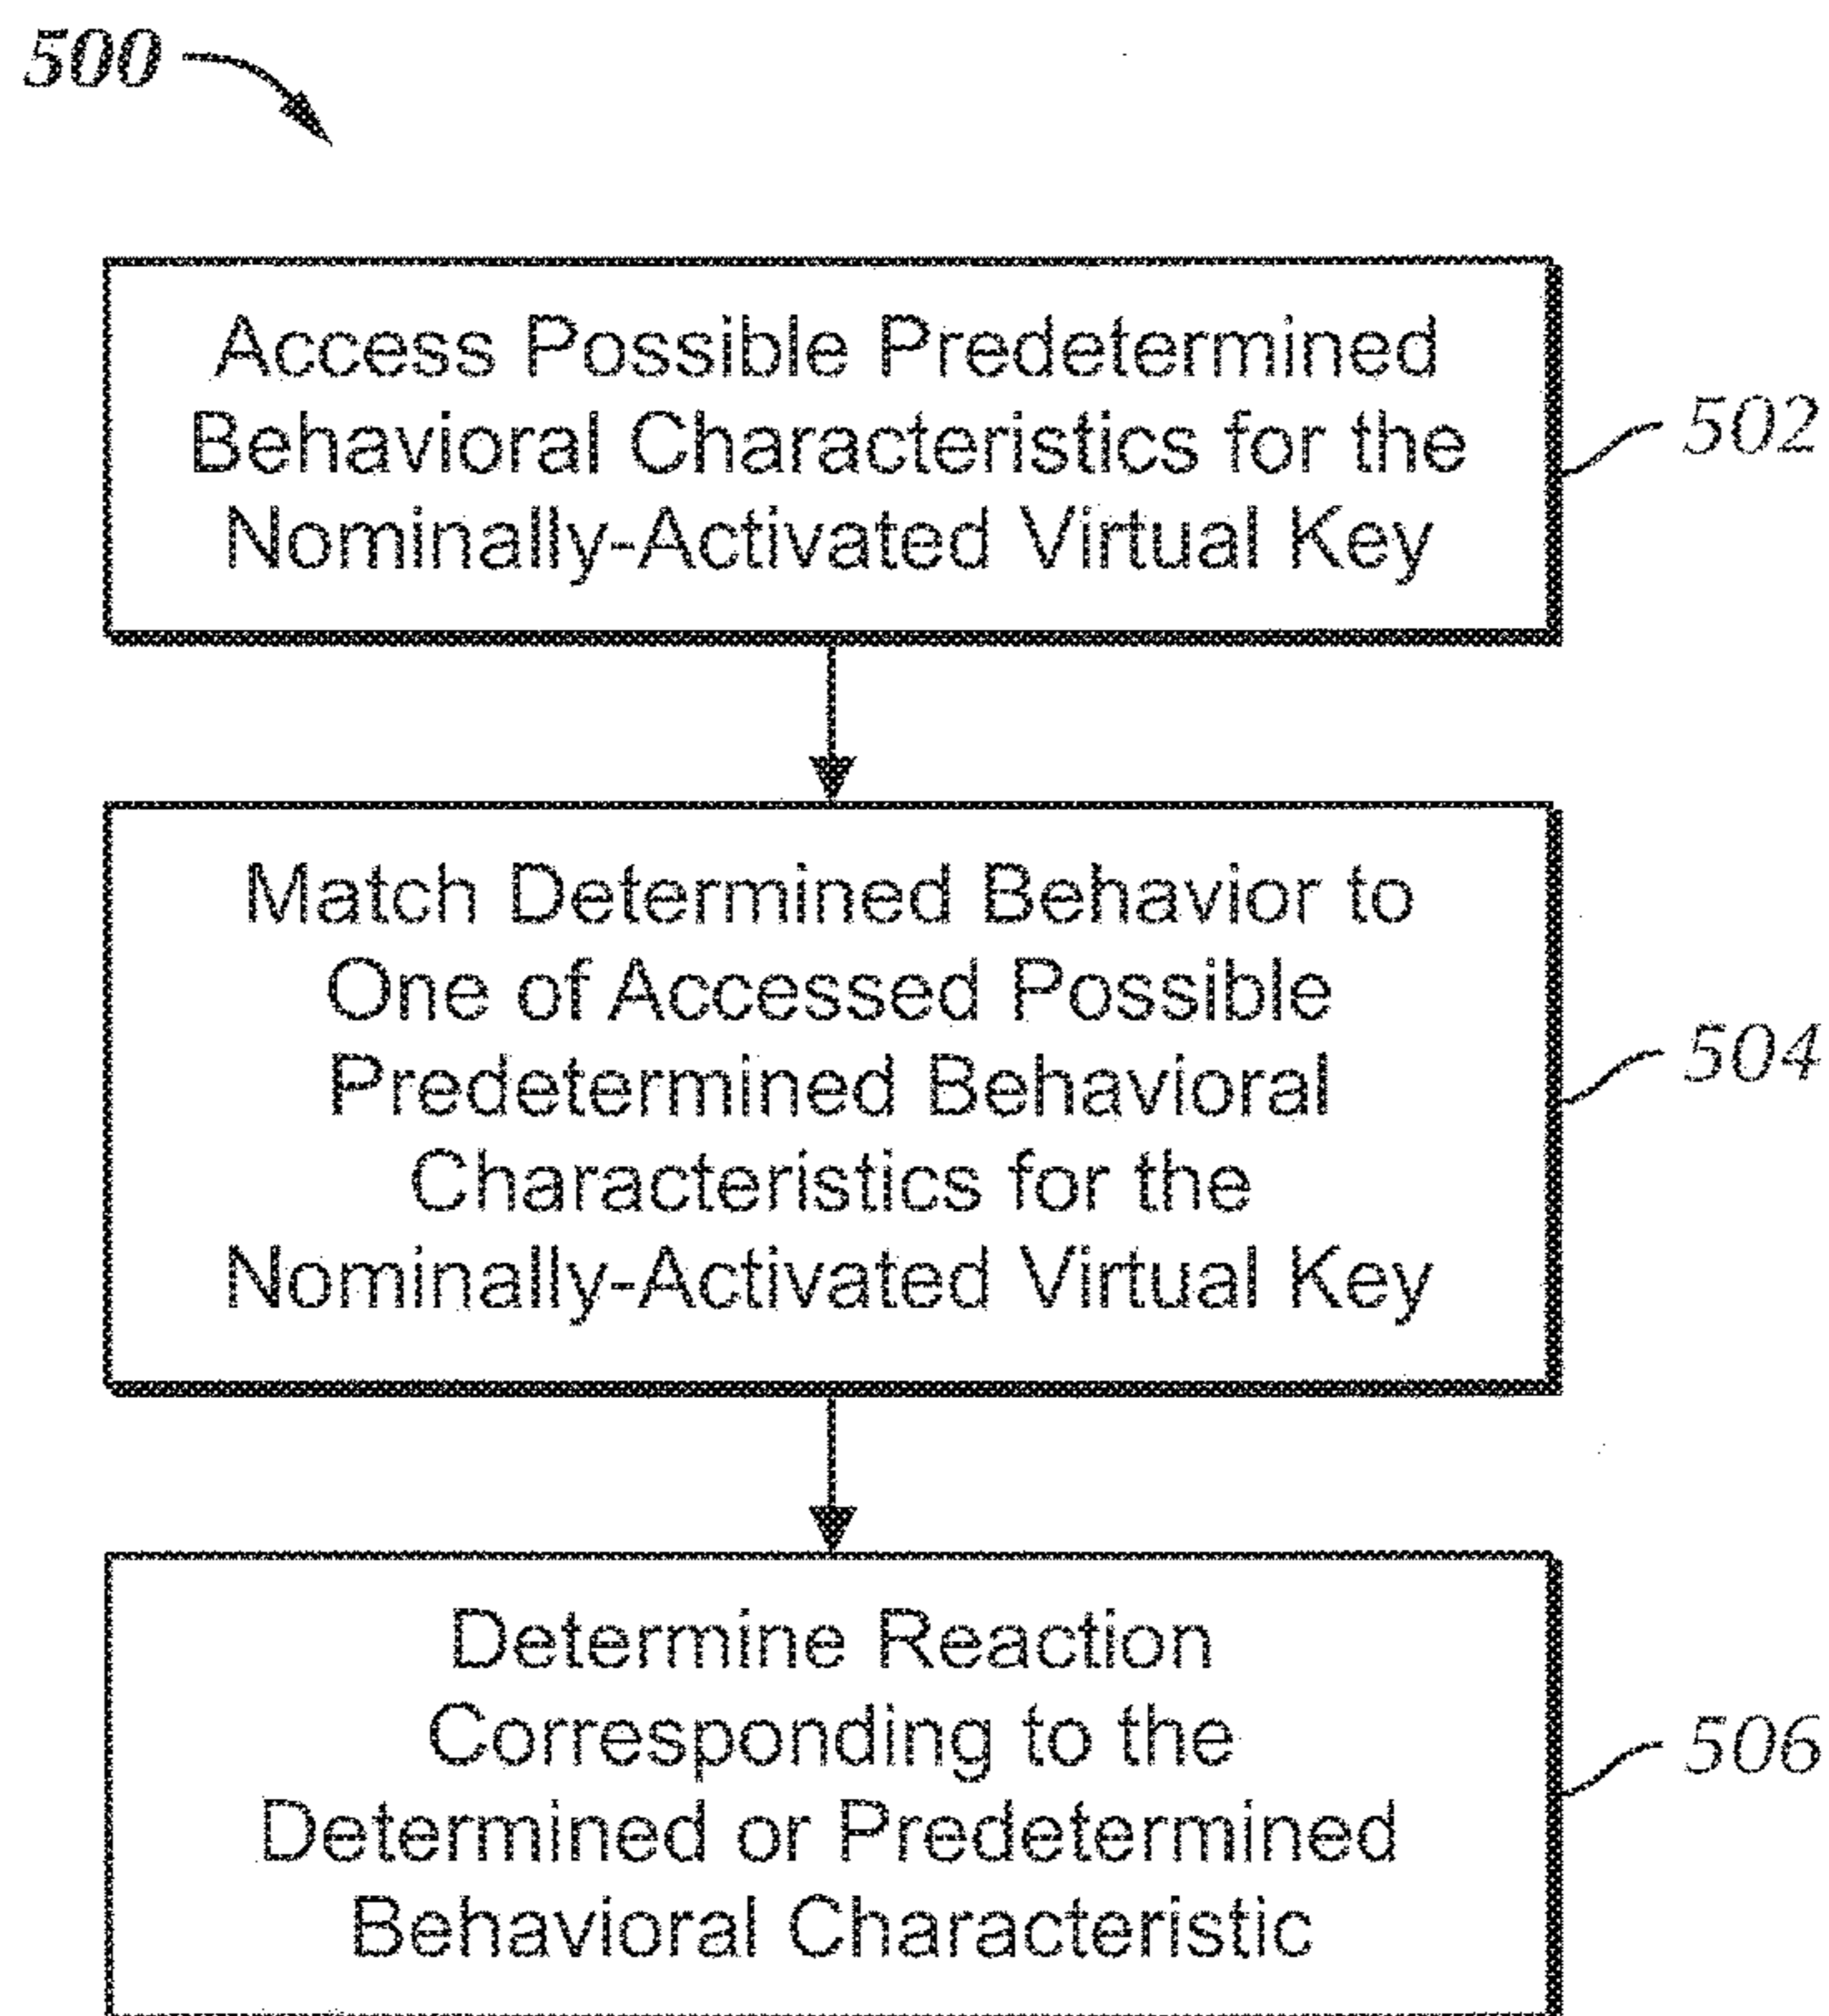 500
Access Possible Predetermined
Behavioral Characteristics for the
Nominally-Activated Virtual Key
502
Match Determined Behavior to
One of Accessed Possible
Predetermined Behavioral
Characteristics for the
Nominally-Activated Virtual Key
504
Determine Reaction
Corresponding to the
Determined or Predetermined
Behavioral Characteristic
506